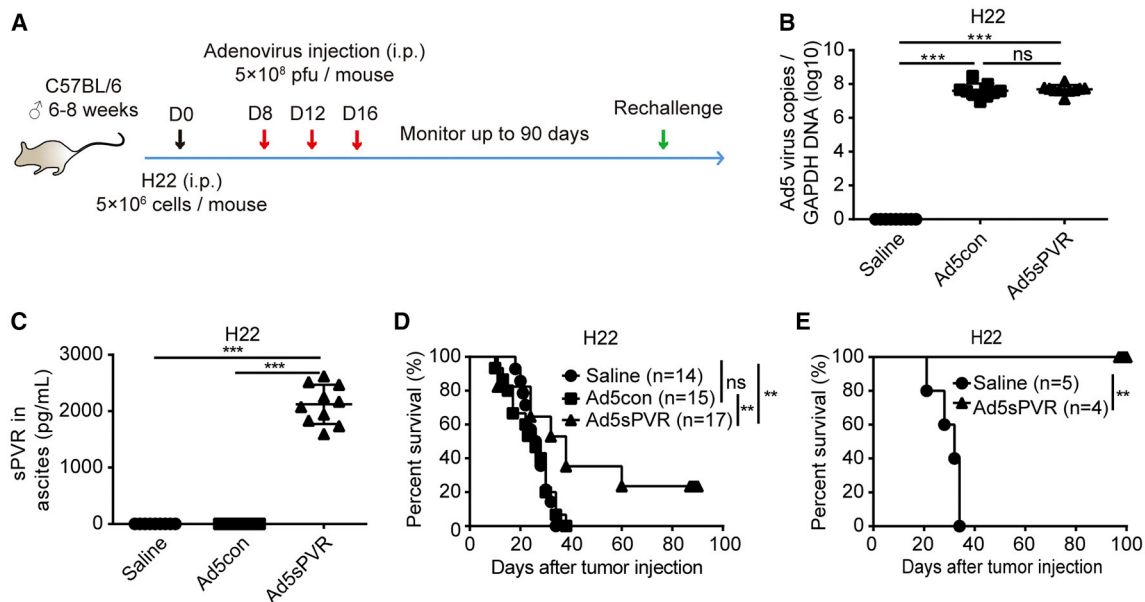 A
C57BL/6
♂ 6-8 weeks
Adenovirus injection (i.p.)
5×10⁸ pfu / mouse
D0
D8
D12
D16
Monitor up to 90 days
Rechallenge
H22 (i.p.)
5×10⁶ cells / mouse
B
H22
***
***
ns
Ad5 virus copies /
GAPDH DNA (log10)
10
8
6
4
2
0
Saline
Ad5con
Ad5sPVR
C
H22
***
***
sPVR in
ascites (pg/mL)
3000
2000
1000
0
Saline
Ad5con
Ad5sPVR
D
H22
Percent survival (%)
100
80
60
40
20
0
Saline (n=14)
Ad5con (n=15)
Ad5sPVR (n=17)
ns
**
**
0 20 40 60 80 100
Days after tumor injection
E
H22
Percent survival (%)
100
80
60
40
20
0
Saline (n=5)
Ad5sPVR (n=4)
**
0 20 40 60 80 100
Days after tumor injection